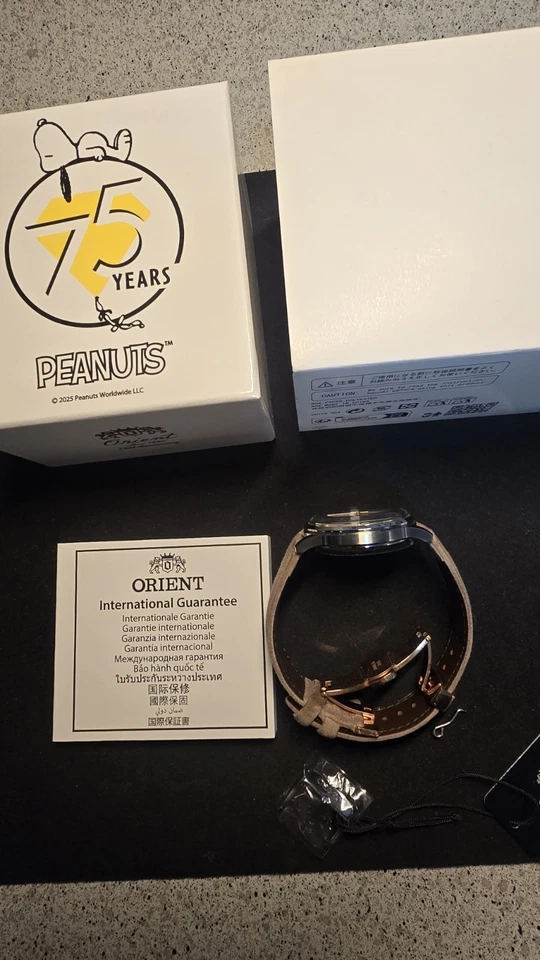 75
YEARS
PEANUTS™
© 2025 Peanuts Worldwide LLC
Orient
注意
CAUTION
ORIENT
International Guarantee
Internationale Garantie
Garantie internationale
Garanzia internazionale
Garantía internacional
Международная гарантия
Bảo hành quốc tế
ใบรับประกันระหว่างประเทศ
国际保修
國際保固
ضمان دولي
国際保証書